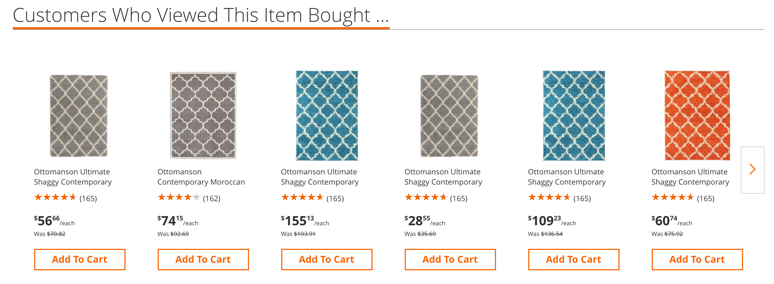 Customers Who Viewed This Item Bought ...
Ottomanson Ultimate
Shaggy Contemporary
(165)
$56⁶⁶/each
Was $70.82
Add To Cart
Ottomanson
Contemporary Moroccan
(162)
$74¹⁵/each
Was $92.69
Add To Cart
Ottomanson Ultimate
Shaggy Contemporary
(165)
$155¹³/each
Was $193.91
Add To Cart
Ottomanson Ultimate
Shaggy Contemporary
(165)
$28⁵⁵/each
Was $35.69
Add To Cart
Ottomanson Ultimate
Shaggy Contemporary
(165)
$109²³/each
Was $136.54
Add To Cart
Ottomanson Ultimate
Shaggy Contemporary
(165)
$60⁷⁴/each
Was $75.92
Add To Cart